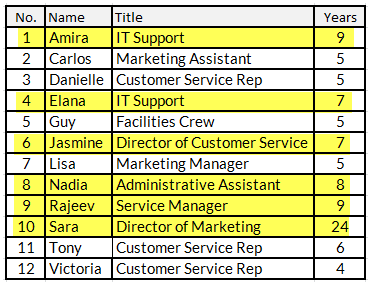 No. Name Title Years
1 Amira IT Support 9
2 Carlos Marketing Assistant 5
3 Danielle Customer Service Rep 5
4 Elana IT Support 7
5 Guy Facilities Crew 5
6 Jasmine Director of Customer Service 7
7 Lisa Marketing Manager 5
8 Nadia Administrative Assistant 8
9 Rajeev Service Manager 9
10 Sara Director of Marketing 24
11 Tony Customer Service Rep 6
12 Victoria Customer Service Rep 4